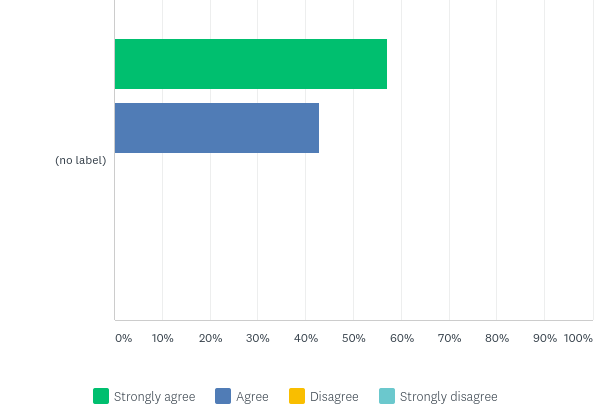 (no label)
0% 10% 20% 30% 40% 50% 60% 70% 80% 90% 100%
Strongly agree Agree Disagree Strongly disagree